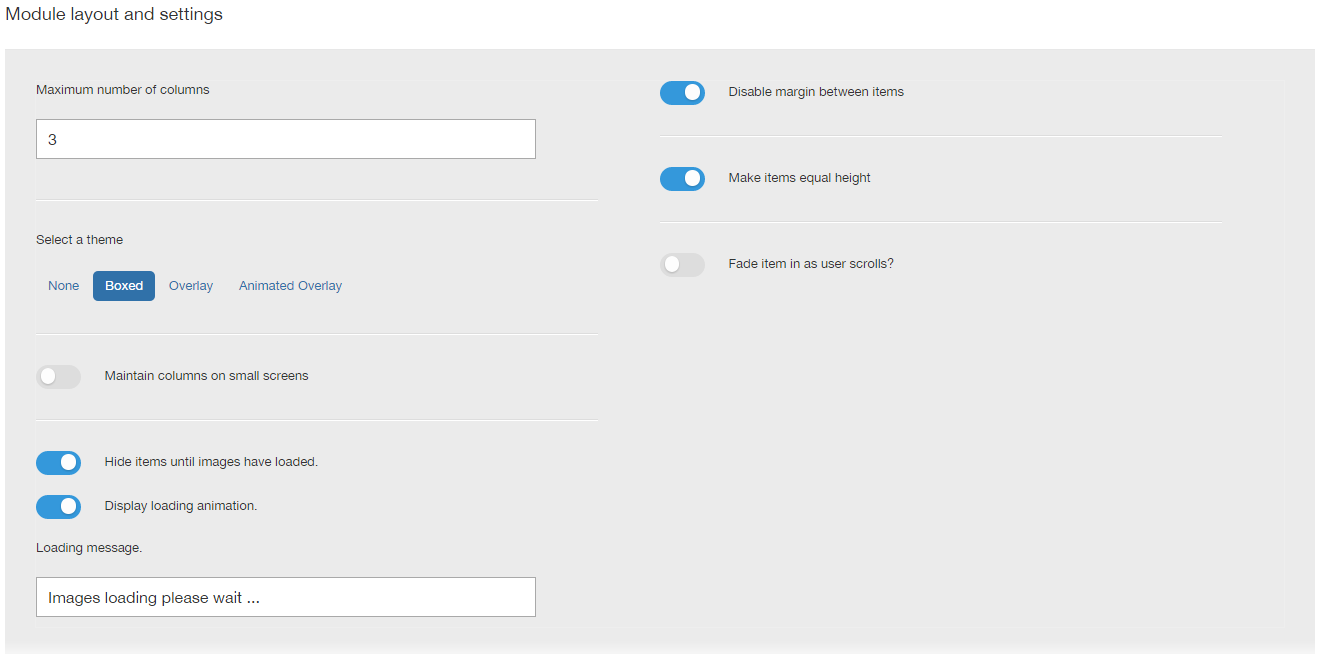 Module layout and settings
Maximum number of columns
3
Select a theme
None Boxed Overlay Animated Overlay
Maintain columns on small screens
Hide items until images have loaded.
Display loading animation.
Loading message.
Images loading please wait ...
Disable margin between items
Make items equal height
Fade item in as user scrolls?